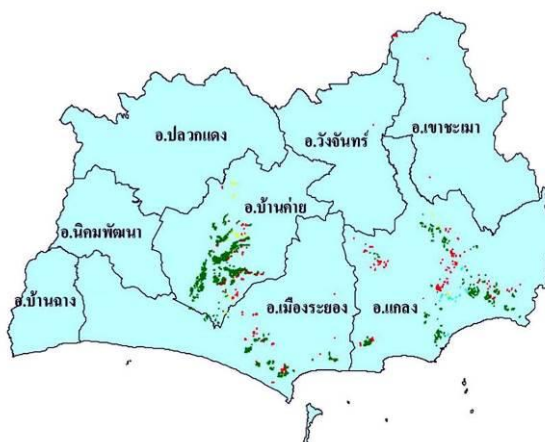 อ.ปลวกแดง
อ.วังจันทร์
อ.เขาชะเมา
อ.บ้านค่าย
อ.นิคมพัฒนา
อ.บ้านฉาง
อ.เมืองระยอง
อ.แกลง